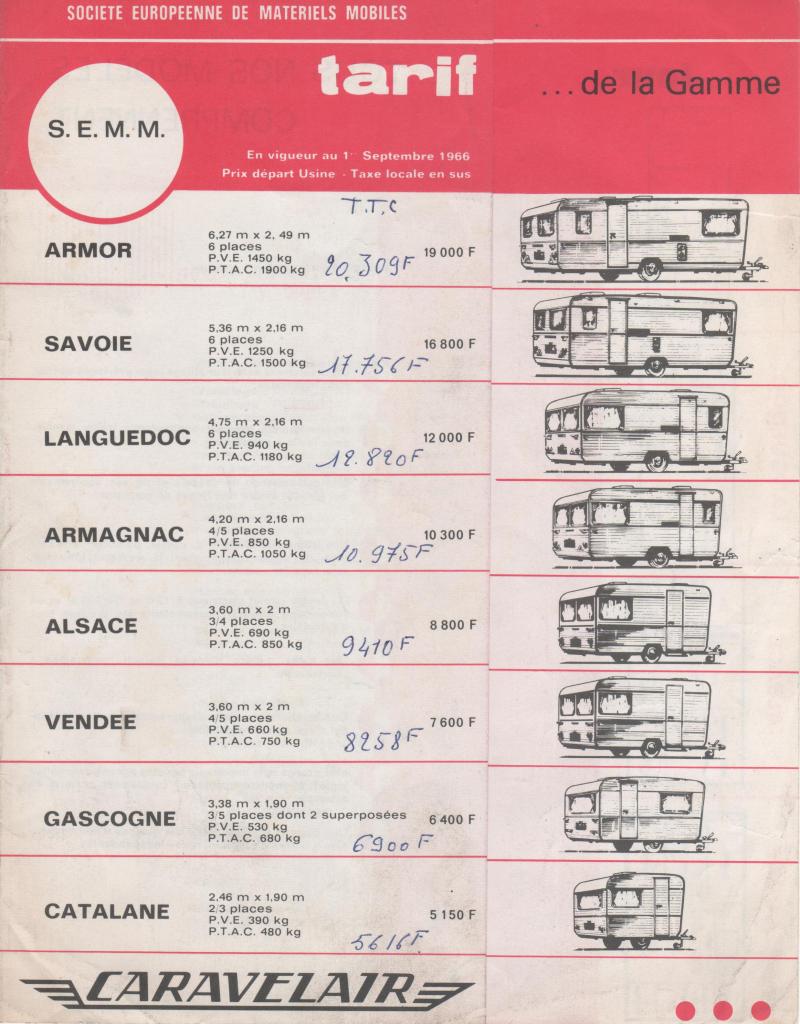 SOCIETE EUROPEENNE DE MATERIELS MOBILES
tarif
... de la Gamme
S. E. M. M.
En vigueur au 1er Septembre 1966
Prix départ Usine - Taxe locale en sus
T.T.C
ARMOR
6,27 m x 2, 49 m
6 places
P.V.E. 1450 kg
P.T.A.C. 1900 kg
20.309F
19 000 F
SAVOIE
5,36 m x 2,16 m
6 places
P.V.E. 1250 kg
P.T.A.C. 1500 kg
17.756F
16 800 F
LANGUEDOC
4,75 m x 2,16 m
6 places
P.V.E. 940 kg
P.T.A.C. 1180 kg
12.820F
12 000 F
ARMAGNAC
4,20 m x 2,16 m
4/5 places
P.V.E. 850 kg
P.T.A.C. 1050 kg
10.975F
10 300 F
ALSACE
3,60 m x 2 m
3/4 places
P.V.E. 690 kg
P.T.A.C. 850 kg
9410F
8 800 F
VENDEE
3,60 m x 2 m
4/5 places
P.V.E. 660 kg
P.T.A.C. 750 kg
8258F
7 600 F
GASCOGNE
3,38 m x 1,90 m
3/5 places dont 2 superposées
P.V.E. 530 kg
P.T.A.C. 680 kg
6900F
6 400 F
CATALANE
2,46 m x 1,90 m
2/3 places
P.V.E. 390 kg
P.T.A.C. 480 kg
5616F
5 150 F
CARAVELAIR